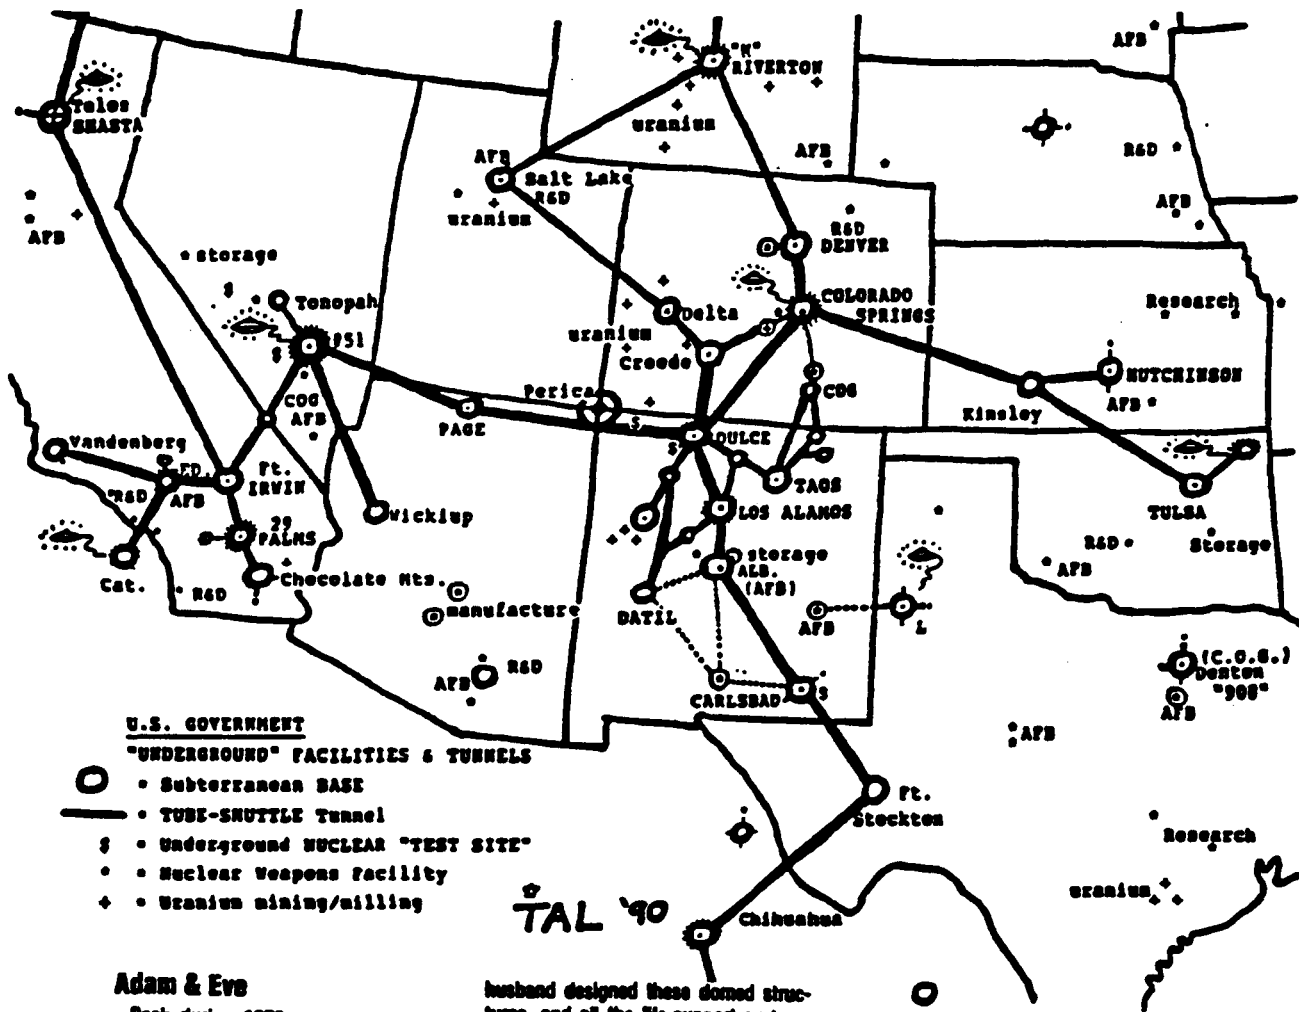 AFB
"M"
RIVERTON
Telos
SHASTA
uranium
AFB
AFB
R&D
Salt Lake
R&D
uranium
AFB
AFB
R&D
DENVER
storage
Tonopah
COLORADO
SPRINGS
Research
Delta
P51
uranium
Creede
HUTCHINSON
Perica
COG
AFB
COG
AFB
Kinsley
PAGE
DULCE
Vandenberg
ED.
AFB
Ft.
IRWIN
R&D
TAOS
Wickiup
LOS ALAMOS
TULSA
29
PALMS
storage
R&D
Storage
ALB.
(AFB)
AFB
Cat.
Chocolate Mts.
R&D
manufacture
DATIL
AFB
L
(C.O.G.)
Denton
"908"
R&D
AFB
CARLSBAD
S
AFB
AFB
U.S. GOVERNMENT
"UNDERGROUND" FACILITIES & TUNNELS
• Subterranean BASE
• TUBE-SHUTTLE Tunnel
$ • Underground NUCLEAR "TEST SITE"
* • Nuclear Weapons Facility
+ • Uranium mining/milling
Ft.
Stockton
Research
uranium
TAL '90
Chihuahua
Adam & Eve
husband designed these domed struc-